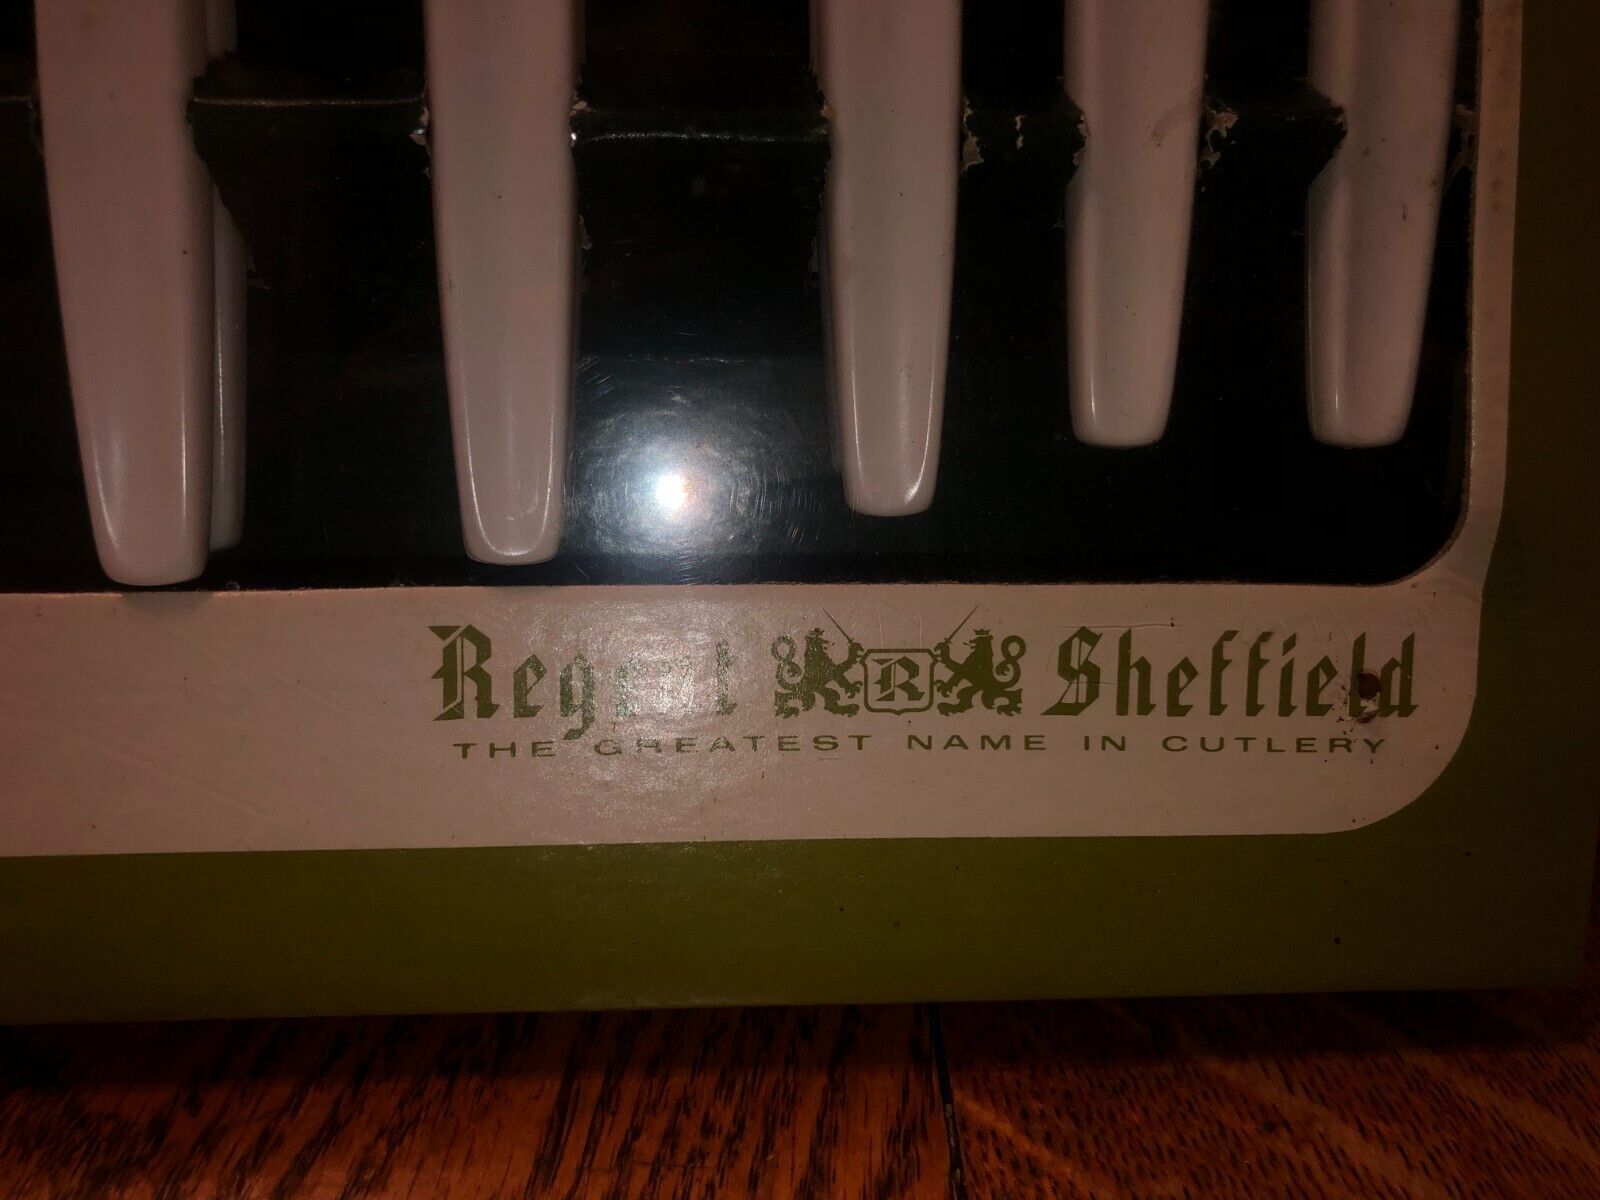 Regent R Sheffield
THE GREATEST NAME IN CUTLERY